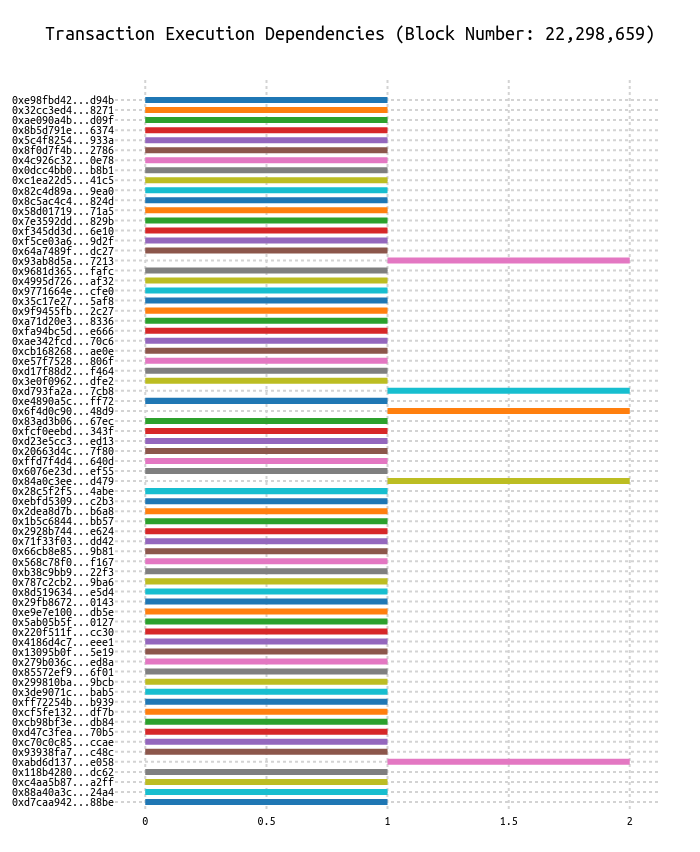 Transaction Execution Dependencies (Block Number: 22,298,659)
0xe98fbd42...d94b
0x32cc3ed4...8271
0xae090a4b...d09f
0x8b5d791e...6374
0x5c4f8254...933a
0x8f0d7f4b...2786
0x4c926c32...0e78
0x0dcc4bb0...b8b1
0xc1ea22d5...41c5
0x82c4d89a...9ea0
0x8c5ac4c4...824d
0x58d01719...71a5
0x7e3592dd...829b
0xf345dd3d...6e10
0xf5ce03a6...9d2f
0x64a7489f...dc27
0x93ab8d5a...7213
0x9681d365...fafc
0x4995d726...af32
0x9771664e...cfe0
0x35c17e27...5af8
0x9f9455fb...2c27
0xa71d20e3...8336
0xfa94bc5d...e666
0xae342fcd...70c6
0xcb168268...ae0e
0xe57f7528...806f
0xd17f88d2...f464
0x3e0f0962...dfe2
0xd793fa2a...7cb8
0xe4890a5c...ff72
0x6f4d0c90...48d9
0x83ad3b06...67ec
0xfcf0eebd...343f
0xd23e5cc3...ed13
0x20663d4c...7f80
0xffd7f4d4...640d
0x6076e23d...ef55
0x84a0c3ee...d479
0x28c5f2f5...4abe
0xebfd5309...c2b3
0x2dea8d7b...b6a8
0x1b5c6844...bb57
0x2928b744...e624
0x71f33f03...dd42
0x66cb8e85...9b81
0x568c78f0...f167
0xb38c9bb9...22f3
0x787c2cb2...9ba6
0x8d519634...e5d4
0x29fb8672...0143
0xe9e7e100...db5e
0x5ab05b5f...0127
0x220f511f...cc30
0x4186d4c7...eee1
0x13095b0f...5e19
0x279b036c...ed8a
0x85572ef9...6f01
0x299810ba...9bcb
0x3de9071c...bab5
0xff72254b...b939
0xcf5fe132...df7b
0xcb98bf3e...db84
0xd47c3fea...70b5
0xc70c0c85...ccae
0x93938fa7...c48c
0xabd6d137...e058
0x118b4280...dc62
0xc4aa5b87...a2ff
0x88a40a3c...24a4
0xd7caa942...88be
0 0.5 1 1.5 2